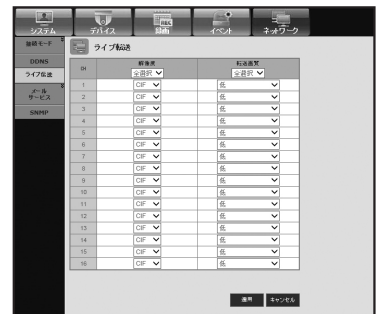 システム デバイス 録画 イベント ネットワーク
REC
接続モード
DDNS
ライブ転送
メール
サービス
SNMP
ライブ転送
CH 解像度 転送画質
全選択 全選択
1 CIF 低
2 CIF 低
3 CIF 低
4 CIF 低
5 CIF 低
6 CIF 低
7 CIF 低
8 CIF 低
9 CIF 低
10 CIF 低
11 CIF 低
12 CIF 低
13 CIF 低
14 CIF 低
15 CIF 低
16 CIF 低
適用 キャンセル